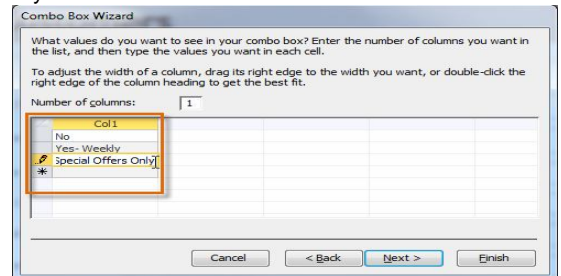 Combo Box Wizard
What values do you want to see in your combo box? Enter the number of columns you want in
the list, and then type the values you want in each cell.
To adjust the width of a column, drag its right edge to the width you want, or double-click the
right edge of the column heading to get the best fit.
Number of columns: 1
Col1
No
Yes- Weekly
Special Offers Only
Cancel < Back Next > Finish